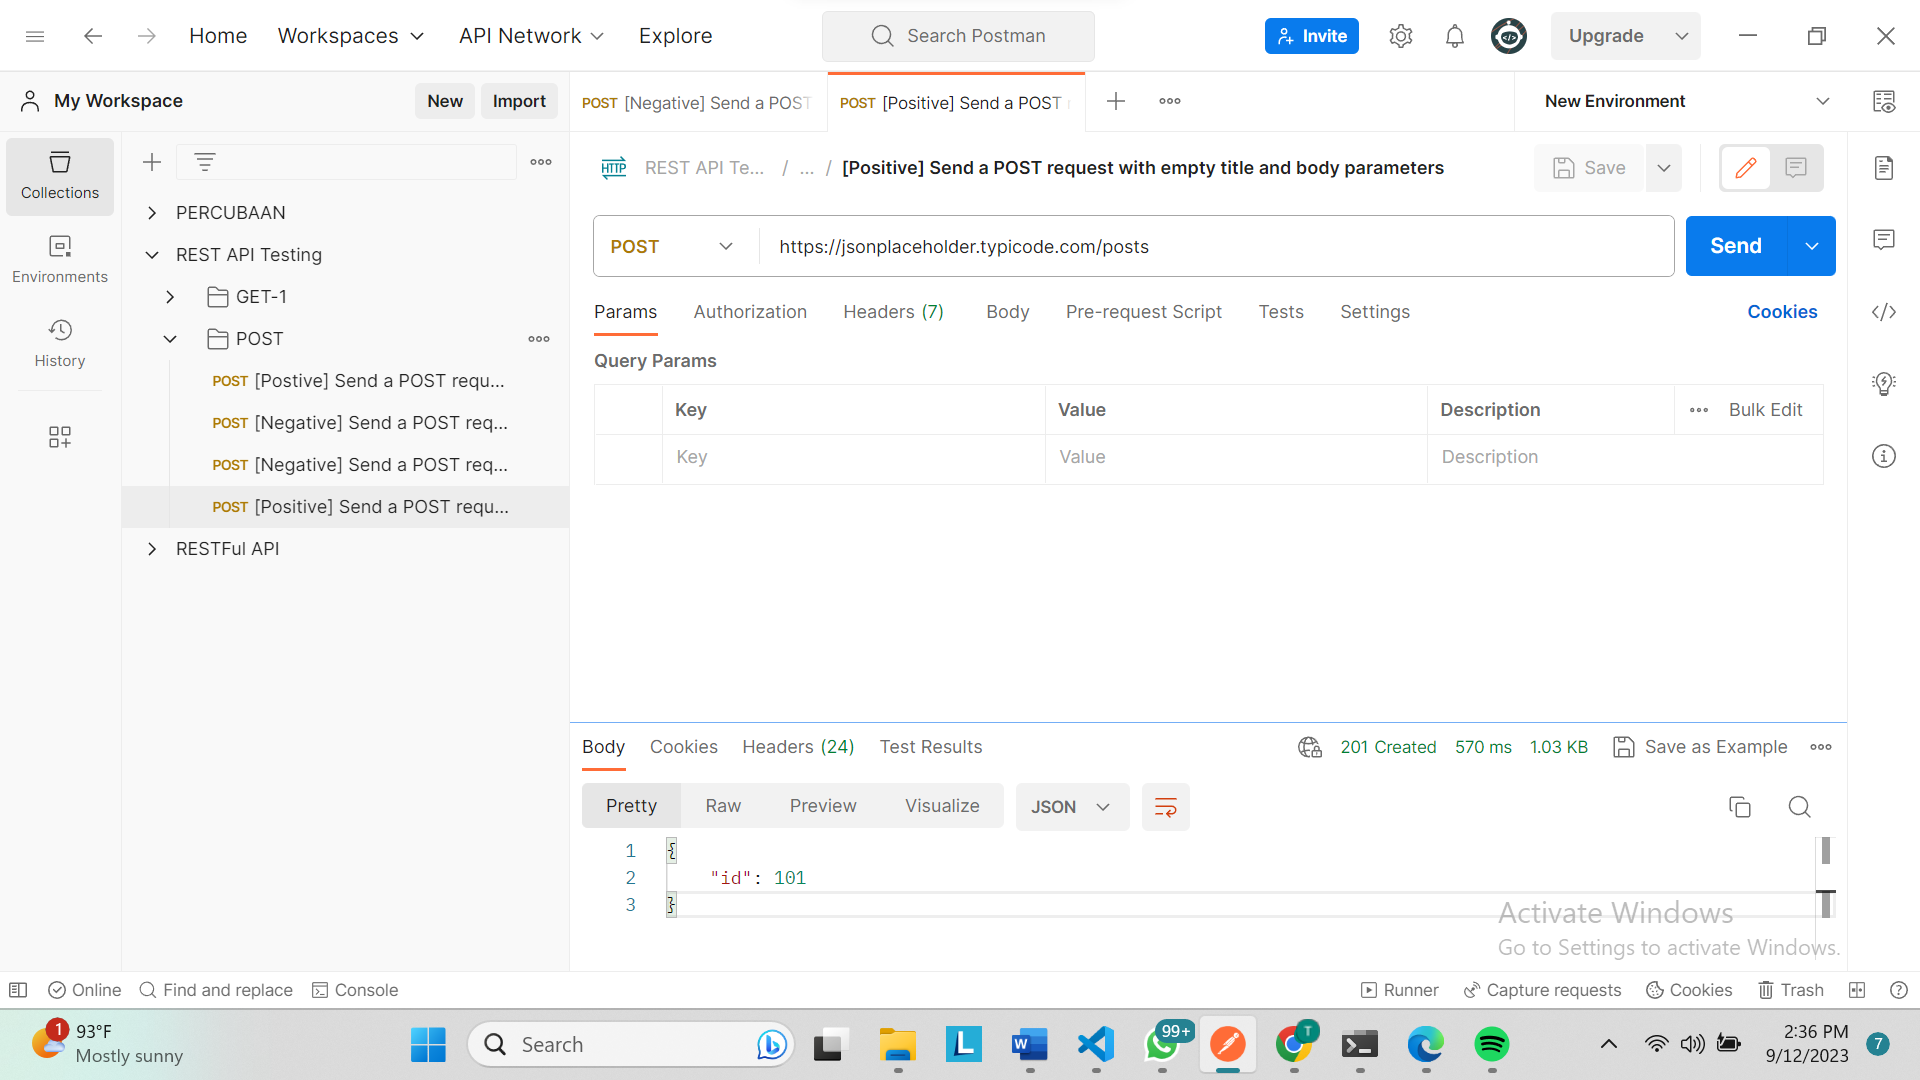 Home Workspaces API Network Explore Search Postman Invite Upgrade
My Workspace New Import POST [Negative] Send a POST POST [Positive] Send a POST New Environment
REST API Te... / ... / [Positive] Send a POST request with empty title and body parameters Save
Collections
Environments
History
PERCUBAAN
REST API Testing
GET-1
POST
POST [Postive] Send a POST requ...
POST [Negative] Send a POST req...
POST [Negative] Send a POST req...
POST [Positive] Send a POST requ...
RESTFul API
HTTP
POST https://jsonplaceholder.typicode.com/posts Send
Params Authorization Headers (7) Body Pre-request Script Tests Settings Cookies
Query Params
Key Value Description Bulk Edit
Key Value Description
Body Cookies Headers (24) Test Results 201 Created 570 ms 1.03 KB Save as Example
Pretty Raw Preview Visualize JSON
1 {
2 "id": 101
3 }
Activate Windows
Go to Settings to activate Windows.
Online Find and replace Console Runner Capture requests Cookies Trash
1 93°F
Mostly sunny
Search
L
W
99+
T
2:36 PM
9/12/2023
7